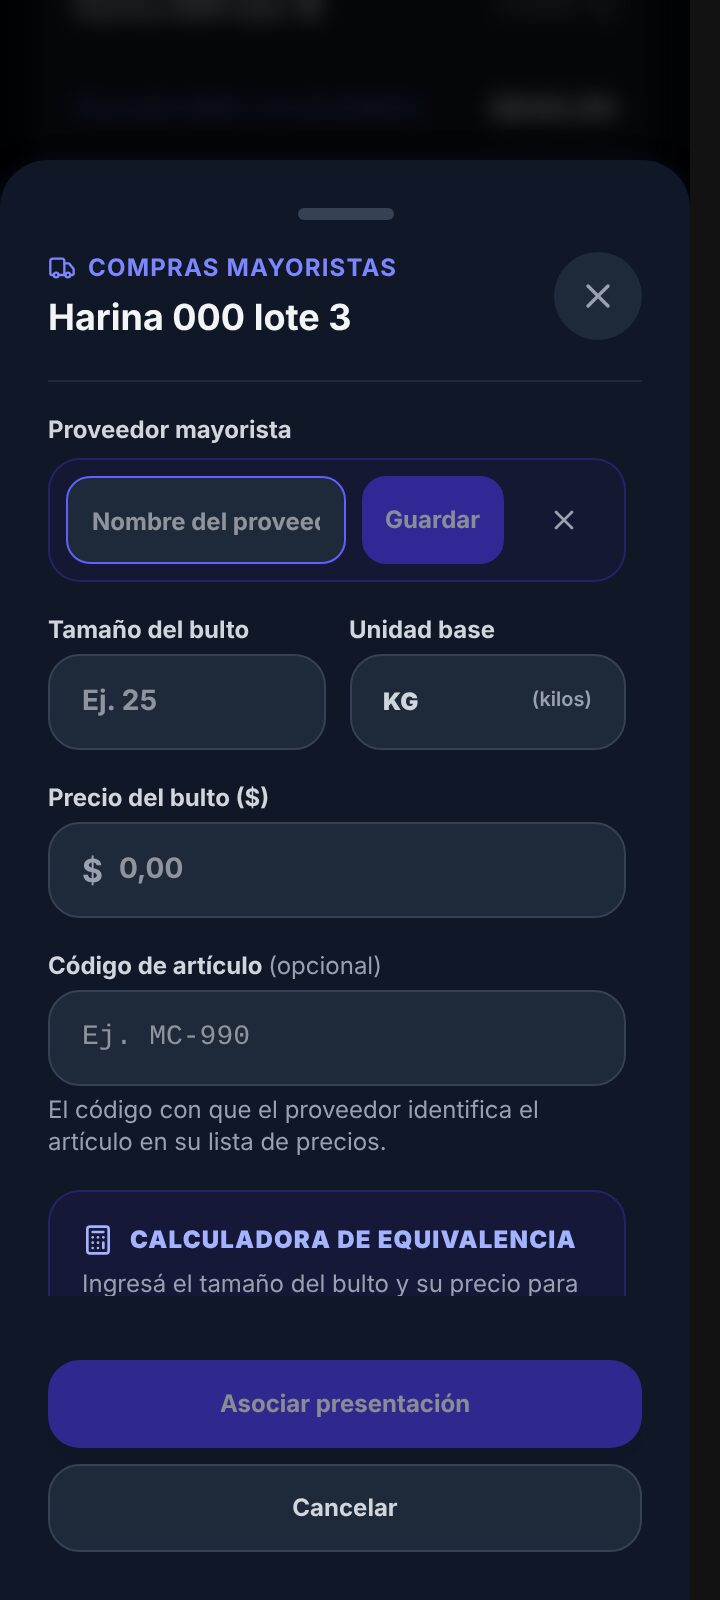 COMPRAS MAYORISTAS
Harina 000 lote 3
Proveedor mayorista
Nombre del proveed
Guardar
Tamaño del bulto
Unidad base
Ej. 25
KG
(kilos)
Precio del bulto ($)
$ 0,00
Código de artículo (opcional)
Ej. MC-990
El código con que el proveedor identifica el
artículo en su lista de precios.
CALCULADORA DE EQUIVALENCIA
Ingresá el tamaño del bulto y su precio para
Asociar presentación
Cancelar